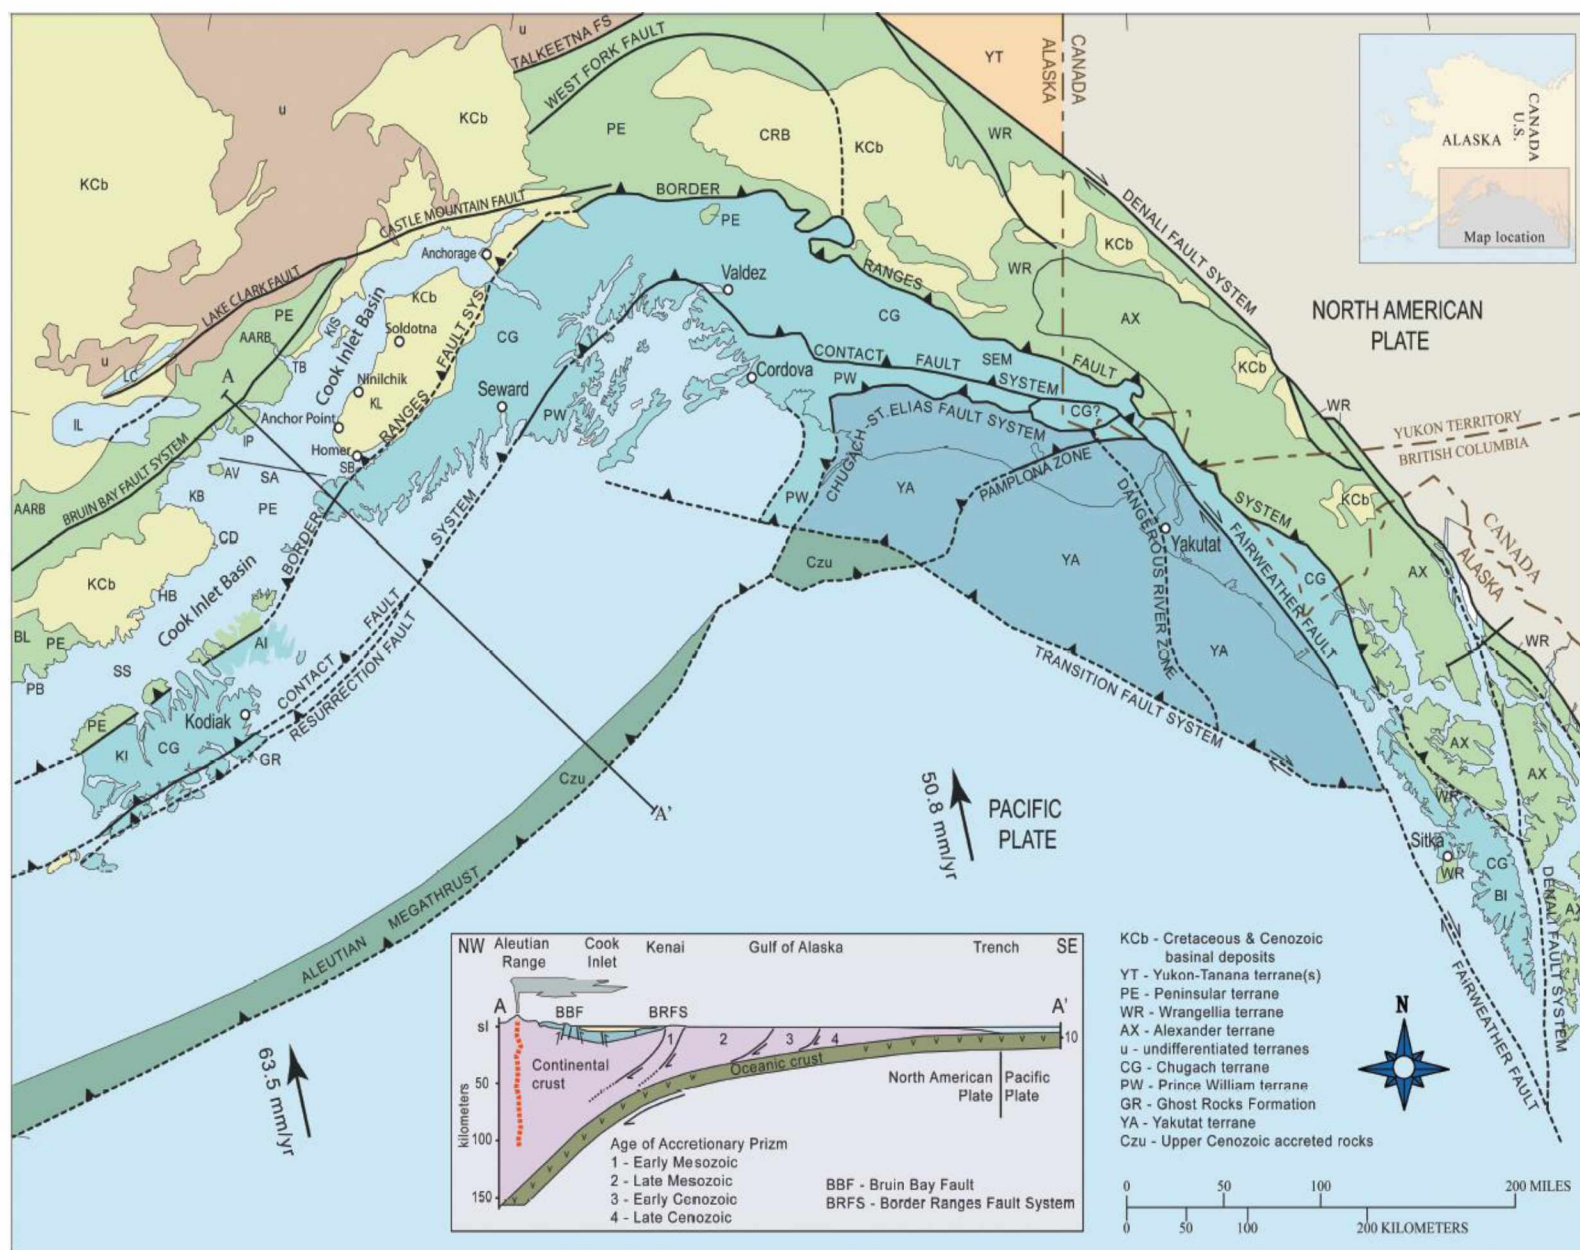 u
TALKEETNA FS
WEST FORK FAULT
YT
ALASKA
CANADA
u
KCb
PE
CRB
KCb
WR
KCb
DENALI FAULT SYSTEM
CANADA
U.S.
ALASKA
Map location
BORDER
CASTLE MOUNTAIN FAULT
PE
KCb
Anchorage
LAKE CLARK FAULT
RANGES
WR
Valdez
KCb
NORTH AMERICAN
PLATE
PE
KIS
Soldotna
AARB
Cook Inlet Basin
CG
CG
AX
u
LC
TB
Ninilchik
KL
RANGES FAULT SYS
CONTACT FAULT SYSTEM
SEM
FAULT
PW
Cordova
KCb
A
Seward
PW
CG?
IL
Anchor Point
IP
CHUGACH - ST.ELIAS FAULT SYSTEM
WR
Homer
SB
YUKON TERRITORY
BRITISH COLUMBIA
BRUIN BAY FAULT SYSTEM
AV
SA
PAMPLONA ZONE
AARB
KB
PE
PW
YA
DANGEROUS RIVER ZONE
KCb
SYSTEM
CD
BORDER
SYSTEM
Yakutat
CANADA
ALASKA
KCb
HB
Cook Inlet Basin
Czu
YA
FAIRWEATHER FAULT
CG
AX
BL
PE
AI
FAULT
WR
SS
CONTACT
RESURRECTION FAULT
YA
PB
TRANSITION FAULT SYSTEM
PE
Kodiak
KI
CG
GR
AX
Czu
AX
A'
50.8 mm/yr
PACIFIC
PLATE
WR
Sitka
WR
CG
BI
AX
ALEUTIAN MEGATHRUST
63.5 mm/yr
DENALI FAULT SYSTEM
FAIRWEATHER FAULT
NW
Aleutian
Range
Cook
Inlet
Kenai
Gulf of Alaska
Trench
SE
A
BBF
BRFS
A'
sl
1
2
3
4
10
Continental
crust
Oceanic crust
50
North American
Plate
Pacific
Plate
kilometers
100
150
Age of Accretionary Prizm
1 - Early Mesozoic
2 - Late Mesozoic
3 - Early Cenozoic
4 - Late Cenozoic
BBF - Bruin Bay Fault
BRFS - Border Ranges Fault System
KCb - Cretaceous & Cenozoic
basinal deposits
YT - Yukon-Tanana terrane(s)
PE - Peninsular terrane
WR - Wrangellia terrane
AX - Alexander terrane
u - undifferentiated terranes
CG - Chugach terrane
PW - Prince William terrane
GR - Ghost Rocks Formation
YA - Yakutat terrane
Czu - Upper Cenozoic accreted rocks
N
0 50 100 200 MILES
0 50 100 200 KILOMETERS